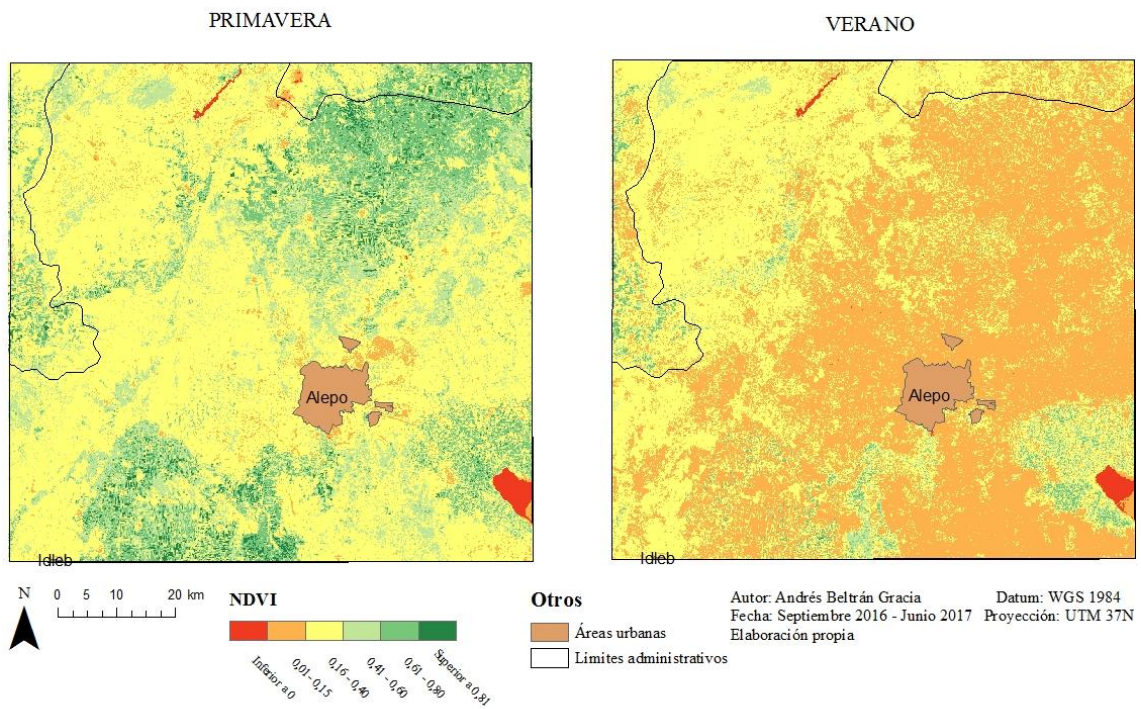 PRIMAVERA
VERANO
Alepo
Idleb
Alepo
Idleb
N
0 5 10 20 km
NDVI
Inferior a 0
0,01 - 0,15
0,16 - 0,40
0,41 - 0,60
0,61 - 0,80
Superior a 0,81
Otros
Áreas urbanas
Límites administrativos
Autor: Andrés Beltrán Gracia
Datum: WGS 1984
Fecha: Septiembre 2016 - Junio 2017
Proyección: UTM 37N
Elaboración propia